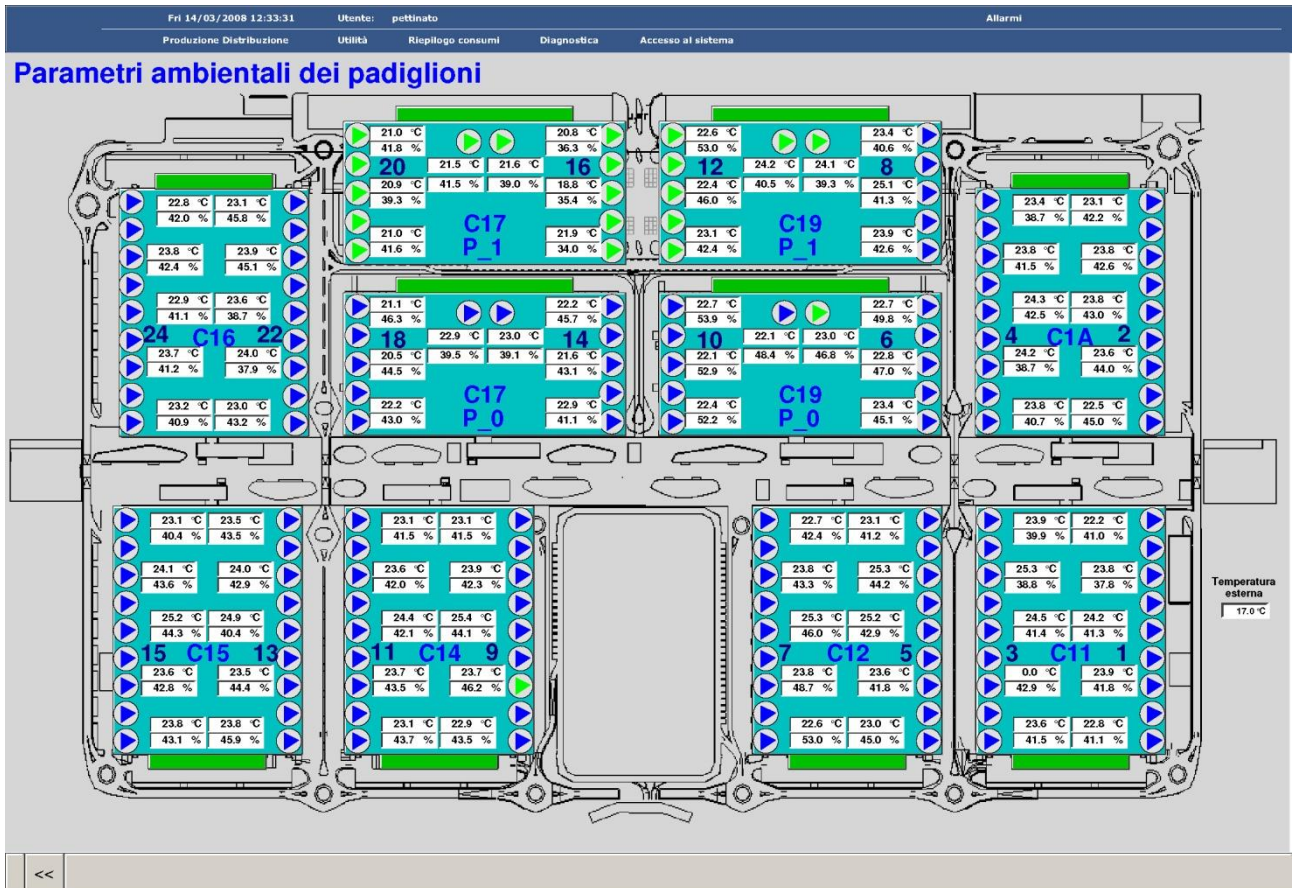 Fri 14/03/2008 12:33:31 Utente: pettinato Allarmi
Produzione Distribuzione Utilità Riepilogo consumi Diagnostica Accesso al sistema
Parametri ambientali dei padiglioni
21.0 °C 20.8 °C
41.8 % 36.3 %
20 21.5 °C 21.6 °C 16
20.9 °C 41.5 % 39.0 % 18.8 °C
39.3 % 35.4 %
C17
21.0 °C P_1 21.9 °C
41.6 % 34.0 %
22.6 °C 23.4 °C
53.0 % 40.6 %
12 24.2 °C 24.1 °C 8
22.4 °C 40.5 % 39.3 % 25.1 °C
46.0 % 41.3 %
C19
23.1 °C P_1 23.9 °C
42.4 % 42.6 %
22.8 °C 23.1 °C
42.0 % 45.8 %
23.8 °C 23.9 °C
42.4 % 45.1 %
22.9 °C 23.6 °C
41.1 % 38.7 %
24 C16 22
23.7 °C 24.0 °C
41.2 % 37.9 %
23.2 °C 23.0 °C
40.9 % 43.2 %
21.1 °C 22.2 °C
46.3 % 45.7 %
18 22.9 °C 23.0 °C 14
20.5 °C 39.5 % 39.1 % 21.6 °C
44.5 % 43.1 %
C17
22.2 °C P_0 22.9 °C
43.0 % 41.1 %
22.7 °C 22.7 °C
53.9 % 49.8 %
10 22.1 °C 23.0 °C 6
22.1 °C 48.4 % 46.8 % 22.8 °C
52.9 % 47.0 %
C19
22.4 °C P_0 23.4 °C
52.2 % 45.1 %
23.4 °C 23.1 °C
38.7 % 42.2 %
23.8 °C 23.8 °C
41.5 % 42.6 %
24.3 °C 23.8 °C
42.5 % 43.0 %
4 C1A 2
24.2 °C 23.6 °C
38.7 % 44.0 %
23.8 °C 22.5 °C
40.7 % 45.0 %
23.1 °C 23.5 °C
40.4 % 43.5 %
24.1 °C 24.0 °C
43.6 % 42.9 %
25.2 °C 24.9 °C
44.3 % 40.4 %
15 C15 13
23.6 °C 23.5 °C
42.8 % 44.4 %
23.8 °C 23.8 °C
43.1 % 45.9 %
23.1 °C 23.1 °C
41.5 % 41.5 %
23.6 °C 23.9 °C
42.0 % 42.3 %
24.4 °C 25.4 °C
42.1 % 44.1 %
11 C14 9
23.7 °C 23.7 °C
43.5 % 46.2 %
23.1 °C 22.9 °C
43.7 % 43.5 %
22.7 °C 23.1 °C
42.4 % 41.2 %
23.8 °C 25.3 °C
43.3 % 44.2 %
25.3 °C 25.2 °C
46.0 % 42.9 %
7 C12 5
23.8 °C 23.6 °C
48.7 % 41.8 %
22.6 °C 23.0 °C
53.0 % 45.0 %
23.9 °C 22.2 °C
39.9 % 41.0 %
25.3 °C 23.8 °C
38.8 % 37.8 %
24.5 °C 24.2 °C
41.4 % 41.3 %
3 C11 1
0.0 °C 23.9 °C
42.9 % 41.8 %
23.6 °C 22.8 °C
41.5 % 41.1 %
Temperatura
esterna
17.0 °C
<<